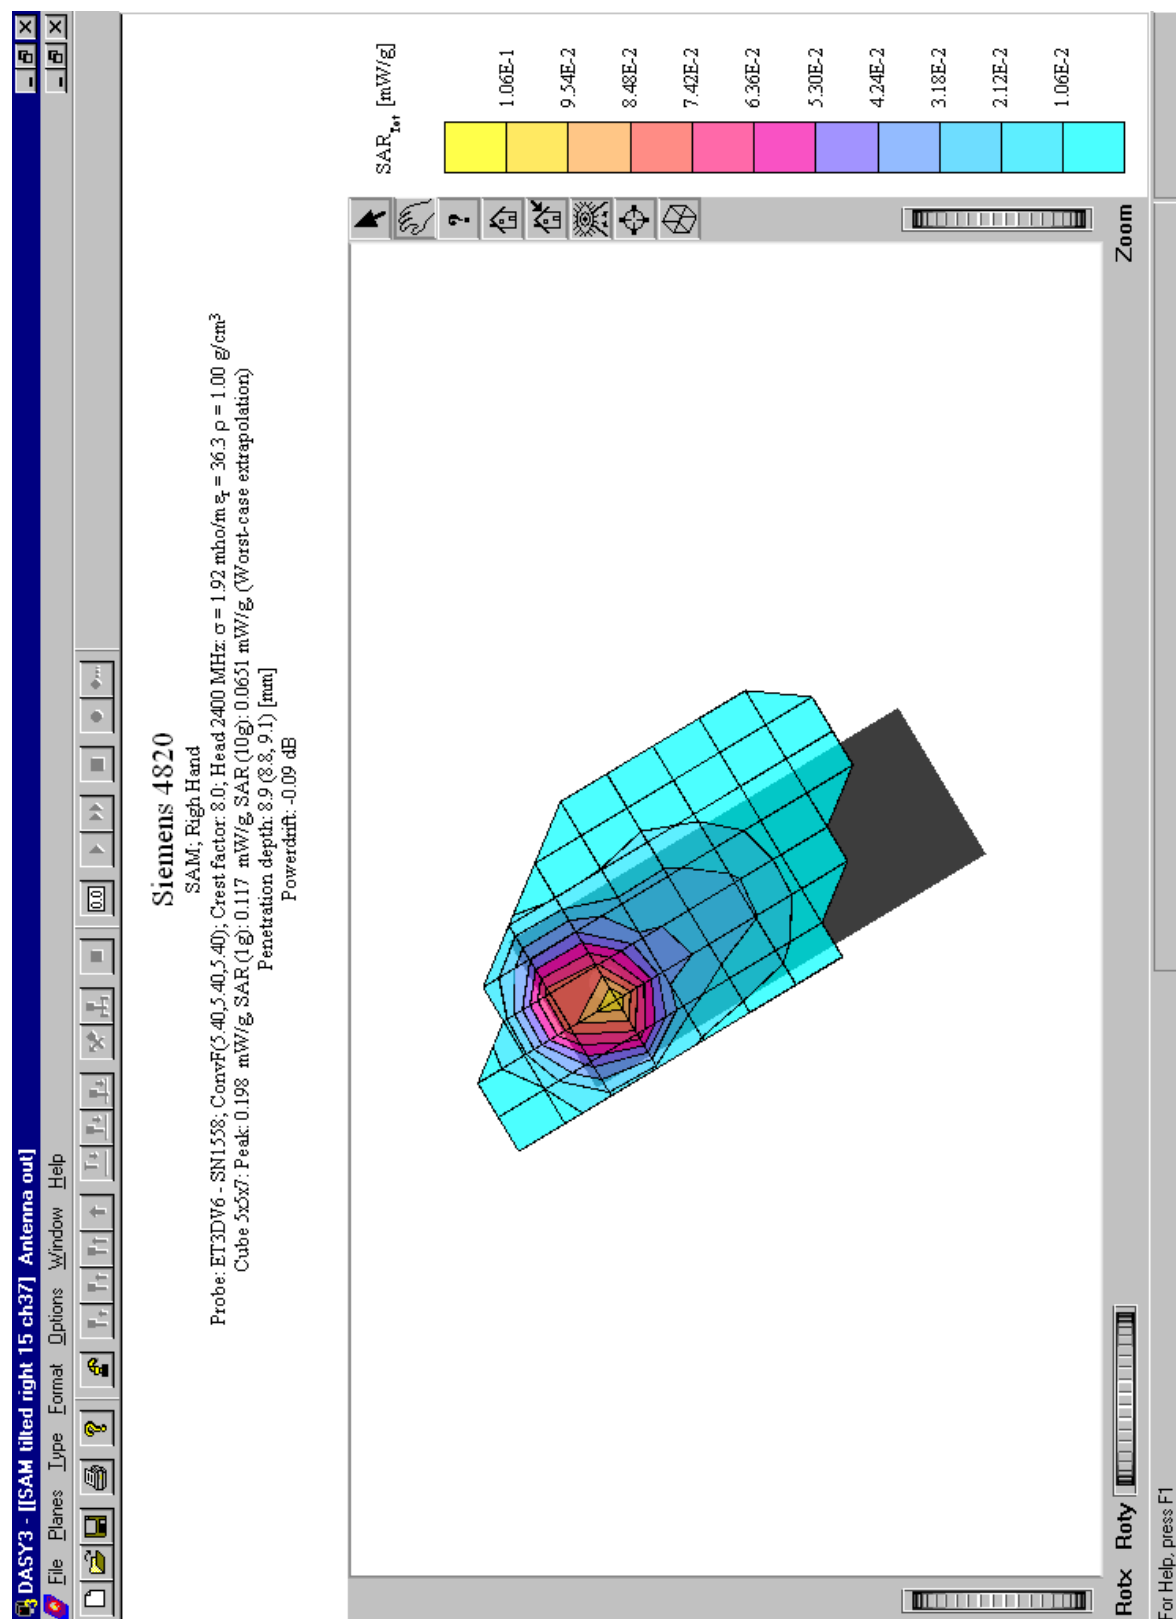 DASY3 - [[SAM tilted right 15 ch37] Antenna out]
File Planes Type Format Options Window Help
0.0
Siemens 4820
SAM; Righ Hand
Probe: ET3DV6 - SN1558; ConvF(5.40,5.40,5.40); Crest factor: 8.0; Head 2400 MHz: σ = 1.92 mho/m εr = 36.3 ρ = 1.00 g/cm³
Cube 5x5x7: Peak: 0.198 mW/g, SAR (1g): 0.117 mW/g, SAR (10g): 0.0651 mW/g, (Worst-case extrapolation)
Penetration depth: 8.9 (8.8, 9.1) [mm]
Powerdrift: -0.09 dB
SARTot [mW/g]
1.06E-1
9.54E-2
8.48E-2
7.42E-2
6.36E-2
5.30E-2
4.24E-2
3.18E-2
2.12E-2
1.06E-2
Rotx Roty Zoom
For Help, press F1